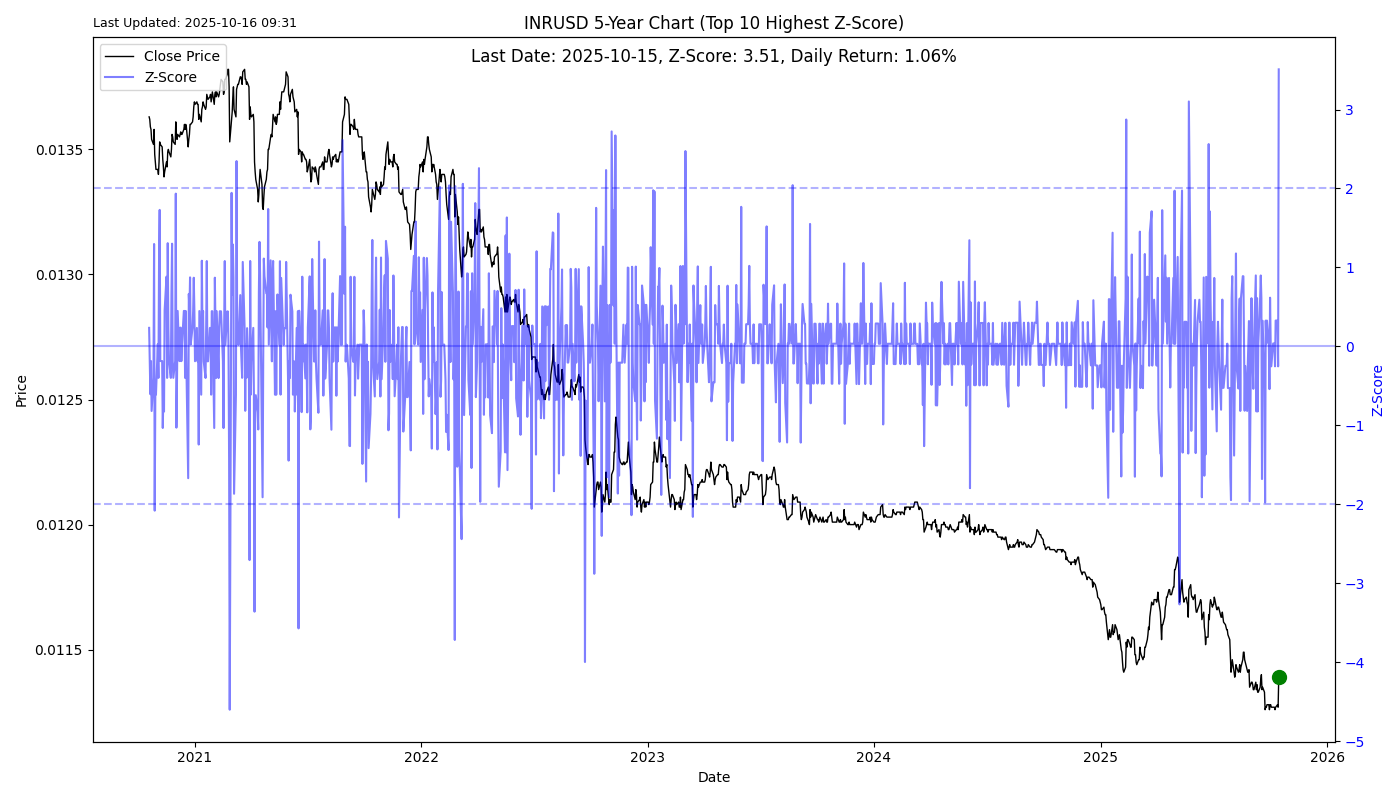 Last Updated: 2025-10-16 09:31
INRUSD 5-Year Chart (Top 10 Highest Z-Score)
Last Date: 2025-10-15, Z-Score: 3.51, Daily Return: 1.06%
Close Price
Z-Score
Price
0.0135
0.0130
0.0125
0.0120
0.0115
3
2
1
0
−1
−2
−3
−4
−5
Z-Score
2021
2022
2023
2024
2025
2026
Date